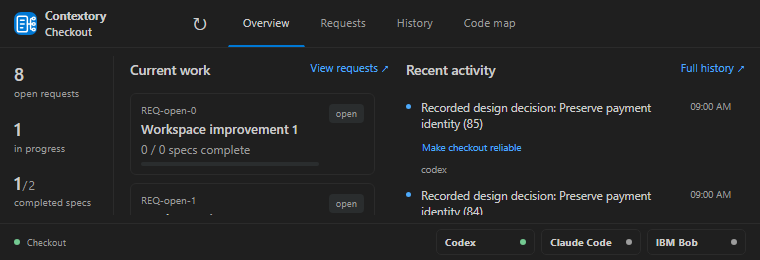 Contextory
Checkout
Overview
Requests
History
Code map
8
open requests
1
in progress
1/2
completed specs
Current work
View requests ↗
REQ-open-0
open
Workspace improvement 1
0 / 0 specs complete
REQ-open-1
open
Recent activity
Full history ↗
Recorded design decision: Preserve payment
identity (85)
09:00 AM
Make checkout reliable
codex
Recorded design decision: Preserve payment
identity (84)
09:00 AM
Checkout
Codex
Claude Code
IBM Bob